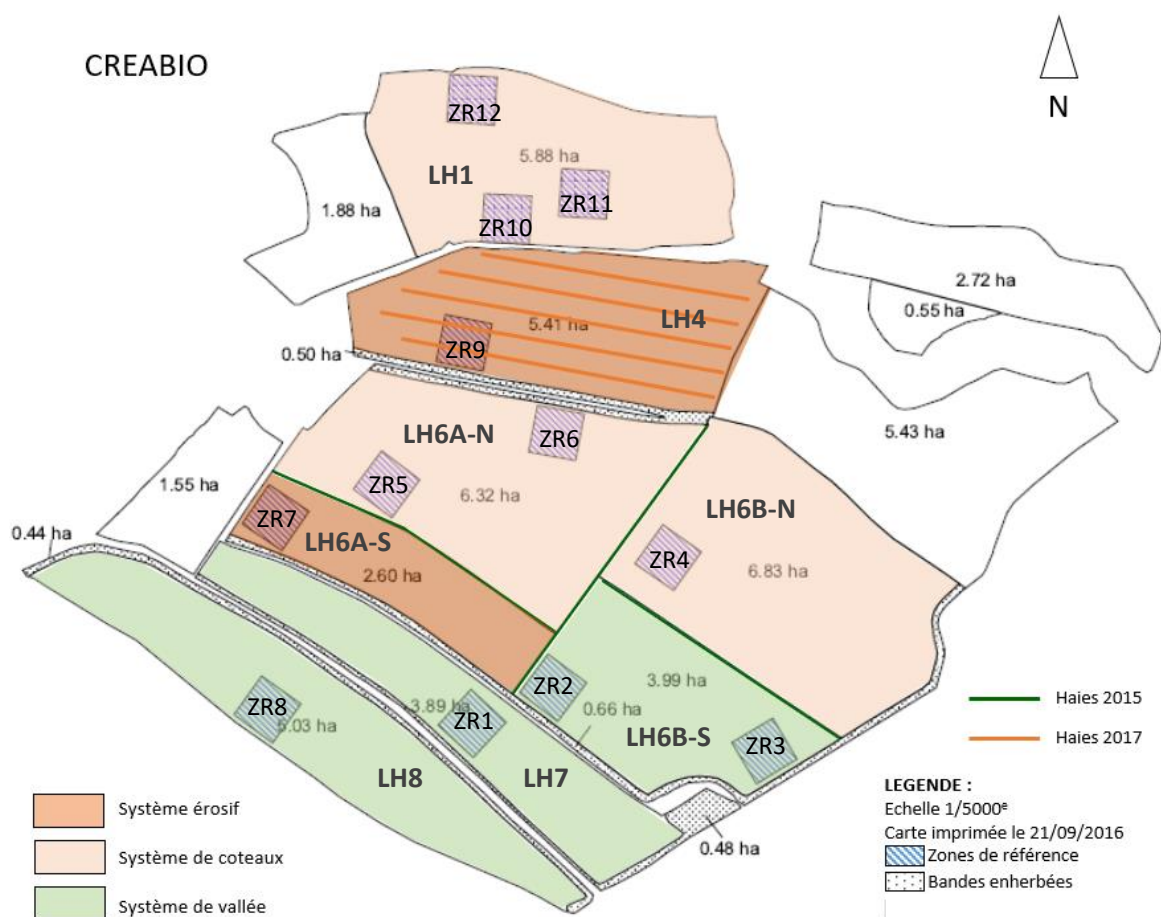 CREABIO
N
ZR12
5.88 ha
LH1
ZR11
1.88 ha
ZR10
2.72 ha
0.55 ha
LH4
5.41 ha
ZR9
0.50 ha
LH6A-N
ZR6
5.43 ha
1.55 ha
ZR5
6.32 ha
LH6B-N
ZR7
0.44 ha
LH6A-S
ZR4
6.83 ha
2.60 ha
ZR2
3.99 ha
ZR8
3.89 ha
ZR1
0.66 ha
5.03 ha
LH6B-S
ZR3
LH8
LH7
0.48 ha
Haies 2015
Haies 2017
LEGENDE :
Echelle 1/5000ᵉ
Carte imprimée le 21/09/2016
Zones de référence
Bandes enherbées
Système érosif
Système de coteaux
Système de vallée